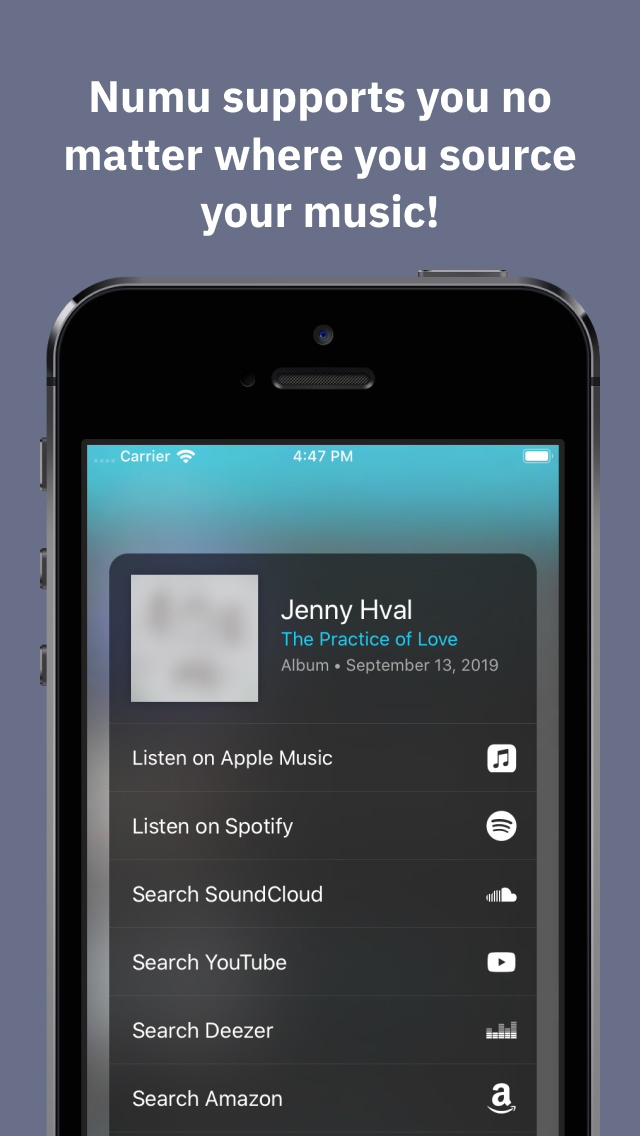 Numu supports you no
matter where you source
your music!
Carrier 4:47 PM
Jenny Hval
The Practice of Love
Album • September 13, 2019
Listen on Apple Music
Listen on Spotify
Search SoundCloud
Search YouTube
Search Deezer
Search Amazon